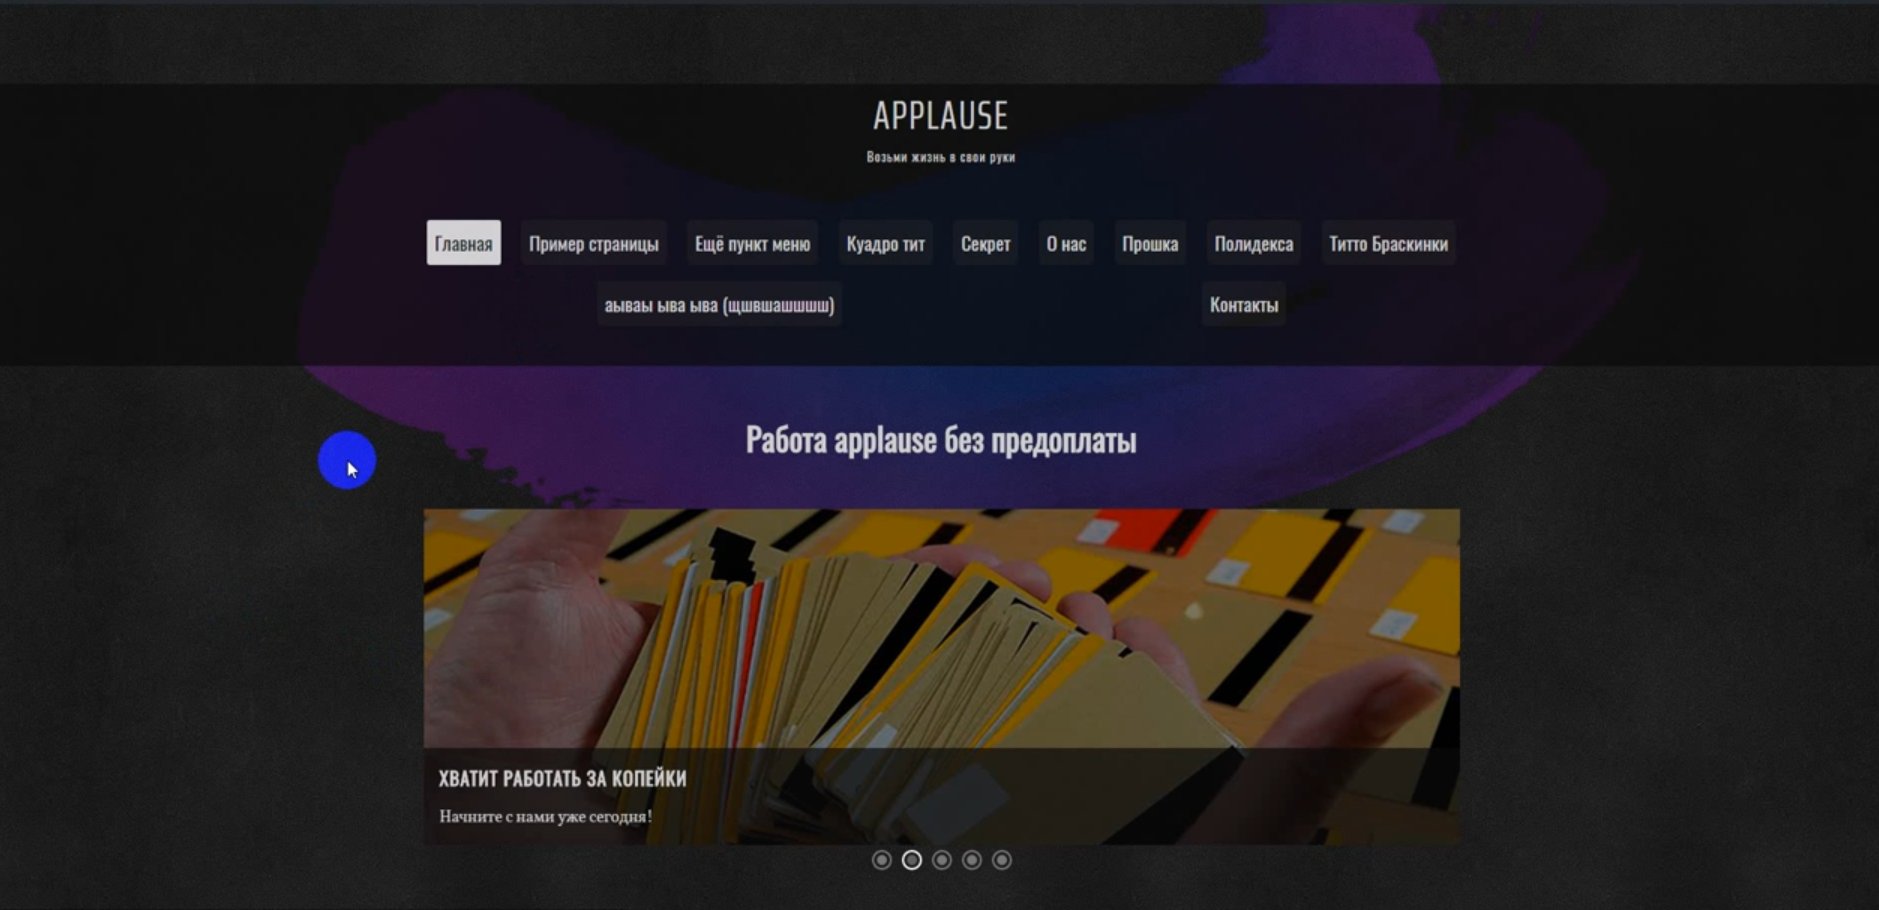 APPLAUSE
Возьми жизнь в свои руки
Главная Пример страницы Ещё пункт меню Куадро тит Секрет О нас Прошка Полидекса Титто Браскинки
аываы ыва ыва (щшвшашшшш) Контакты
Работа applause без предоплаты
ХВАТИТ РАБОТАТЬ ЗА КОПЕЙКИ
Начните с нами уже сегодня!